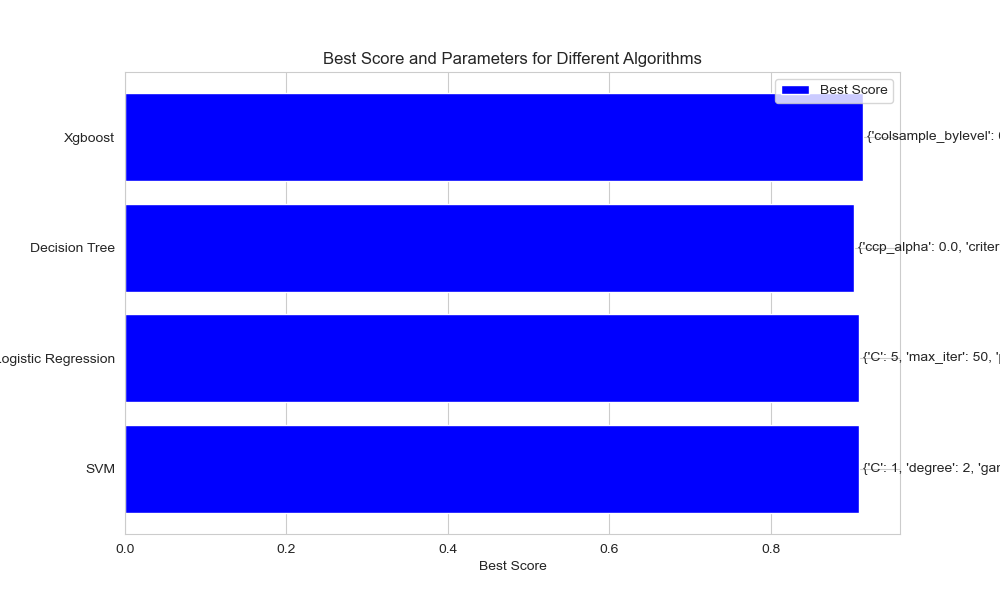 Best Score and Parameters for Different Algorithms
Best Score
Xgboost
{'colsample_bylevel':
Decision Tree
{'ccp_alpha': 0.0, 'criter
ogistic Regression
{'C': 5, 'max_iter': 50, '
SVM
{'C': 1, 'degree': 2, 'gar
0.0 0.2 0.4 0.6 0.8
Best Score